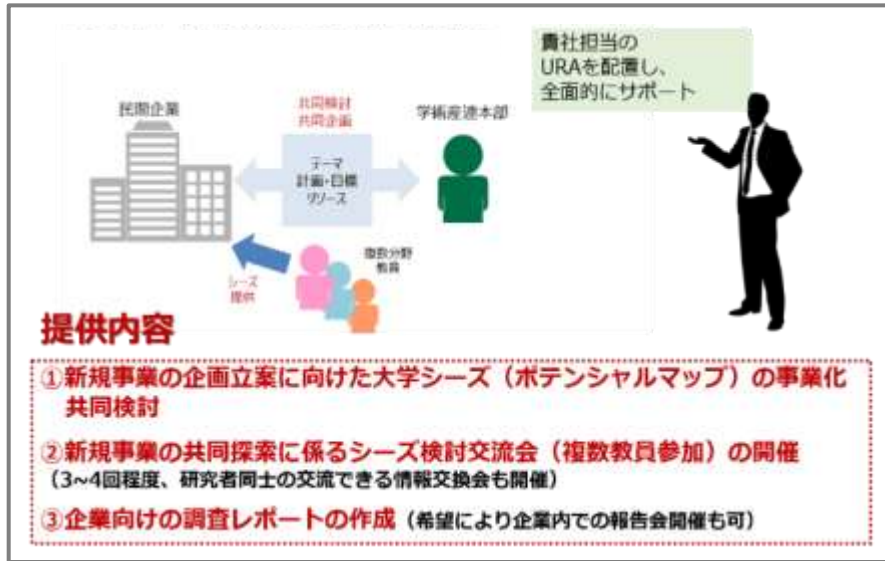 貴社担当の
URAを配置し、
全面的にサポート
民間企業
共同検討
共同企画
学術産連本部
テーマ
計画・目標
リソース
複数分野
教員
シーズ
提供
提供内容
①新規事業の企画立案に向けた大学シーズ（ポテンシャルマップ）の事業化
共同検討
②新規事業の共同探索に係るシーズ検討交流会（複数教員参加）の開催
（3~4回程度、研究者同士の交流できる情報交換会も開催）
③企業向けの調査レポートの作成（希望により企業内での報告会開催も可）